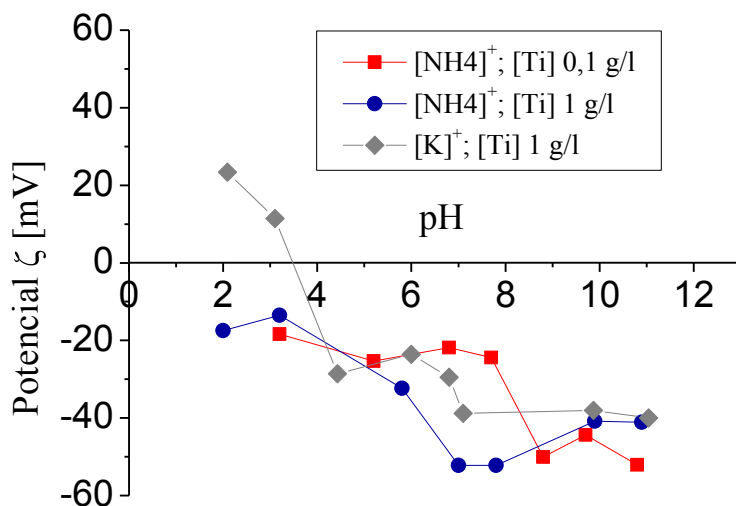 60
40
20
0
-20
-40
-60
Potencial ζ [mV]
[NH4]⁺; [Ti] 0,1 g/l
[NH4]⁺; [Ti] 1 g/l
[K]⁺; [Ti] 1 g/l
pH
0 2 4 6 8 10 12